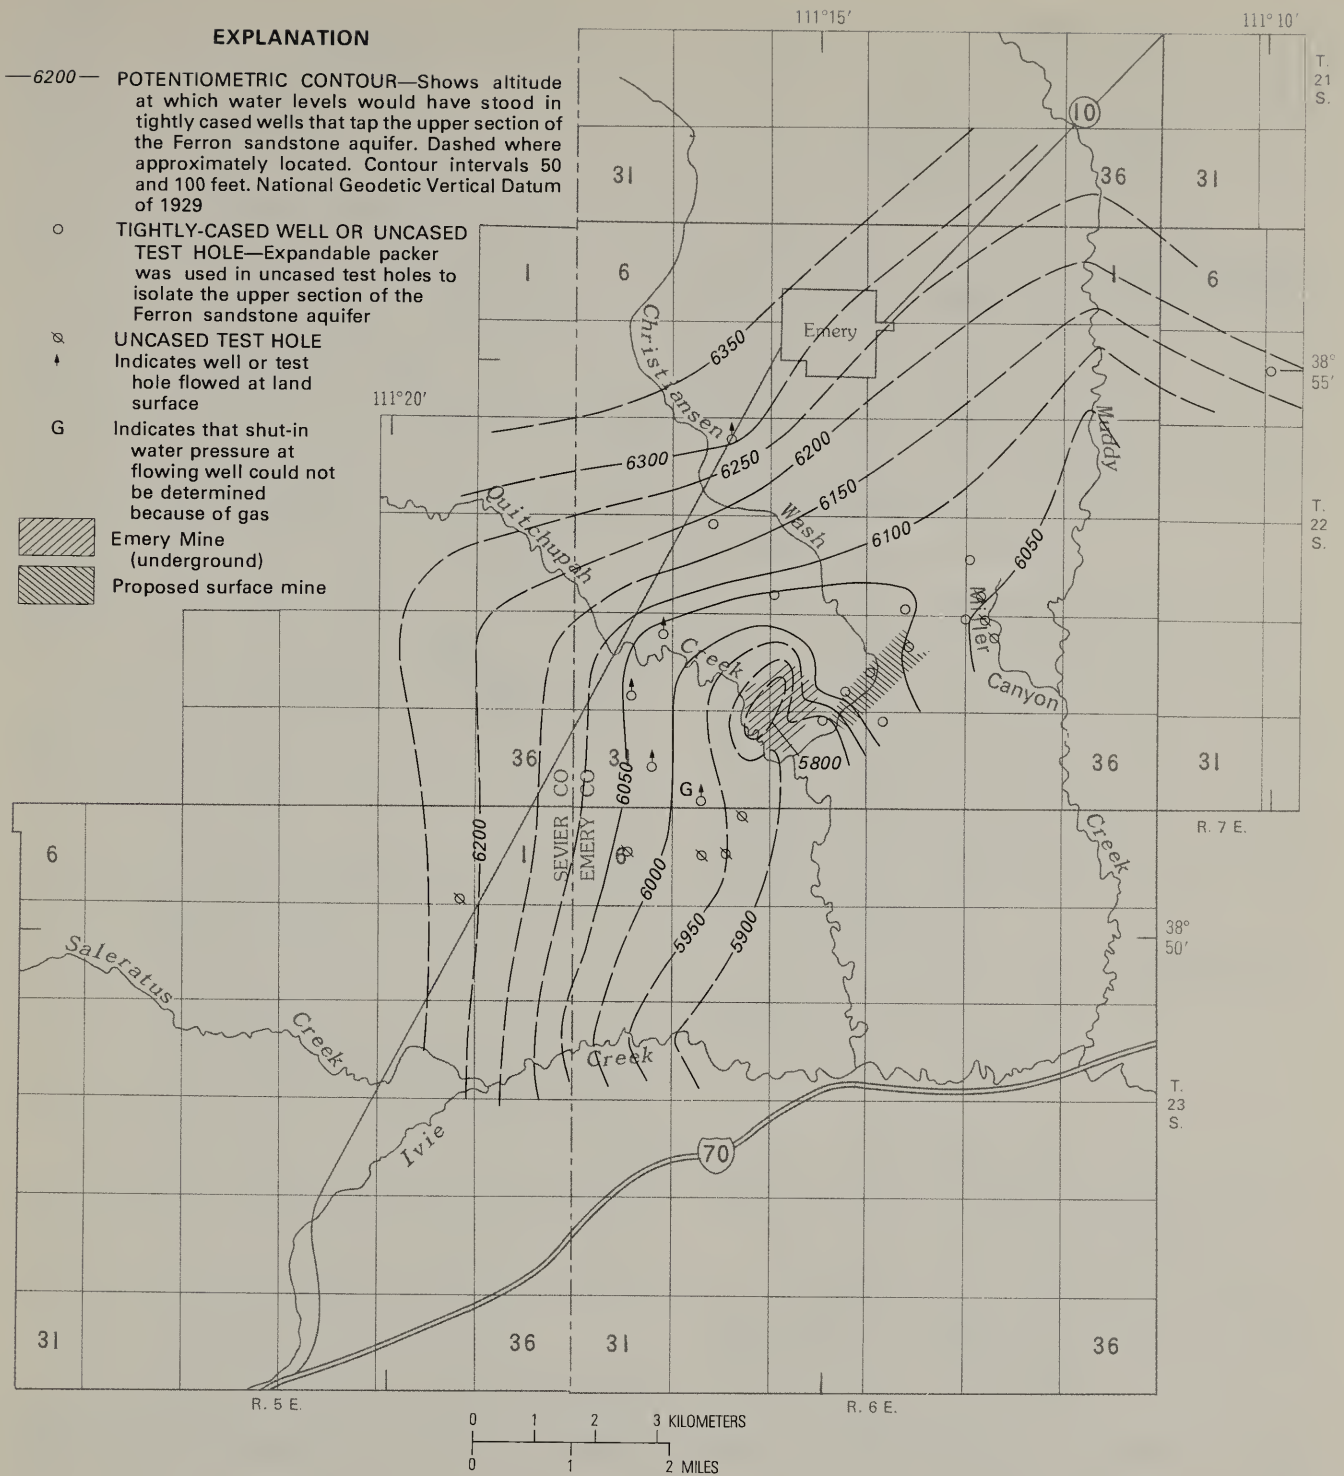 EXPLANATION
—6200— POTENTIOMETRIC CONTOUR—Shows altitude
at which water levels would have stood in
tightly cased wells that tap the upper section of
the Ferron sandstone aquifer. Dashed where
approximately located. Contour intervals 50
and 100 feet. National Geodetic Vertical Datum
of 1929
TIGHTLY-CASED WELL OR UNCASED
TEST HOLE—Expandable packer
was used in uncased test holes to
isolate the upper section of the
Ferron sandstone aquifer
UNCASED TEST HOLE
Indicates well or test
hole flowed at land
surface
G Indicates that shut-in
water pressure at
flowing well could not
be determined
because of gas
Emery Mine
(underground)
Proposed surface mine
111°15′
111°10′
T.
21
S.
10
31
36
31
1
6
1
6
Christiansen
Wash
6350
Emery
38°
55′
111°20′
6300
6250
6200
6150
6100
6050
Muddy
Creek
T.
22
S.
Quitchupah
Creek
Miller
Canyon
36
31
5800
36
31
6050
G
SEVIER CO
EMERY CO
R. 7 E.
6
6200
1
6
6000
5950
5900
38°
50′
Saleratus
Creek
Ivie
Creek
T.
23
S.
70
31
36
31
36
R. 5 E.
R. 6 E.
0 1 2 3 KILOMETERS
0 1 2 MILES